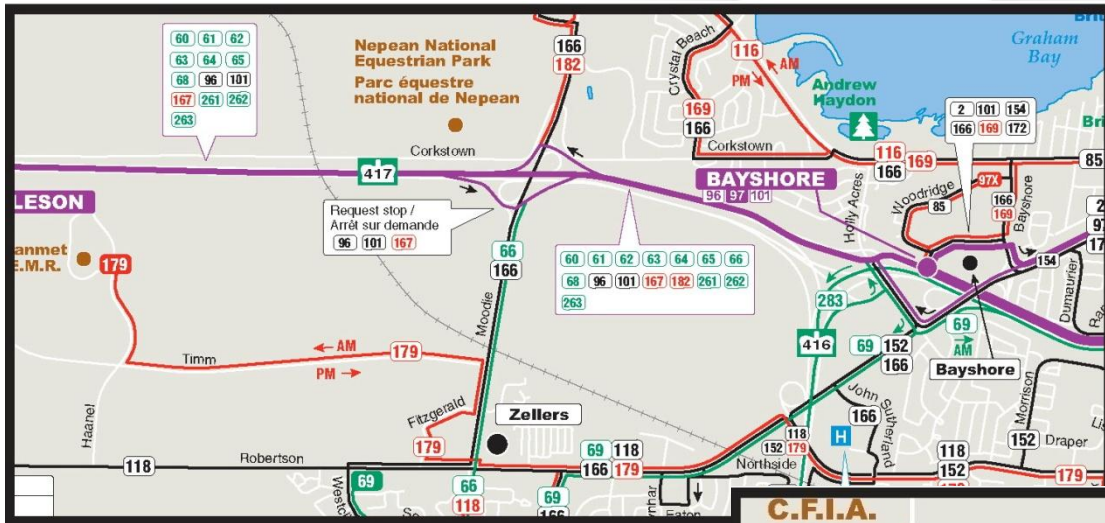 60 61 62
63 64 65
68 96 101
167 261 262
263
Nepean National
Equestrian Park
Parc équestre
national de Nepean
166
182
Crystal Beach
116
AM
PM
169
166
Andrew
Haydon
Graham
Bay
2 101 154
166 169 172
Corkstown
Corkstown
116
169
166
85
417
BAYSHORE
96 97 101
Woodridge
97X
85
166
169
Bayshore
Holly Acres
LESON
Request stop /
Arrêt sur demande
96 101 167
66
166
60 61 62 63 64 65 66
68 96 101 167 182 261 262
263
2
97
17
154
Dumaurier
179
Moodie
283
416
69
152
166
69
AM
Bayshore
Timm
AM
PM
179
Haanel
Fitzgerald
179
Zellers
John Sutherland
166
Morrison
152
Draper
118
Robertson
69
69 118
166 179
118
152 179
H
Northside
118
152
179
66
118
69
166
Eaton
C.F.I.A.